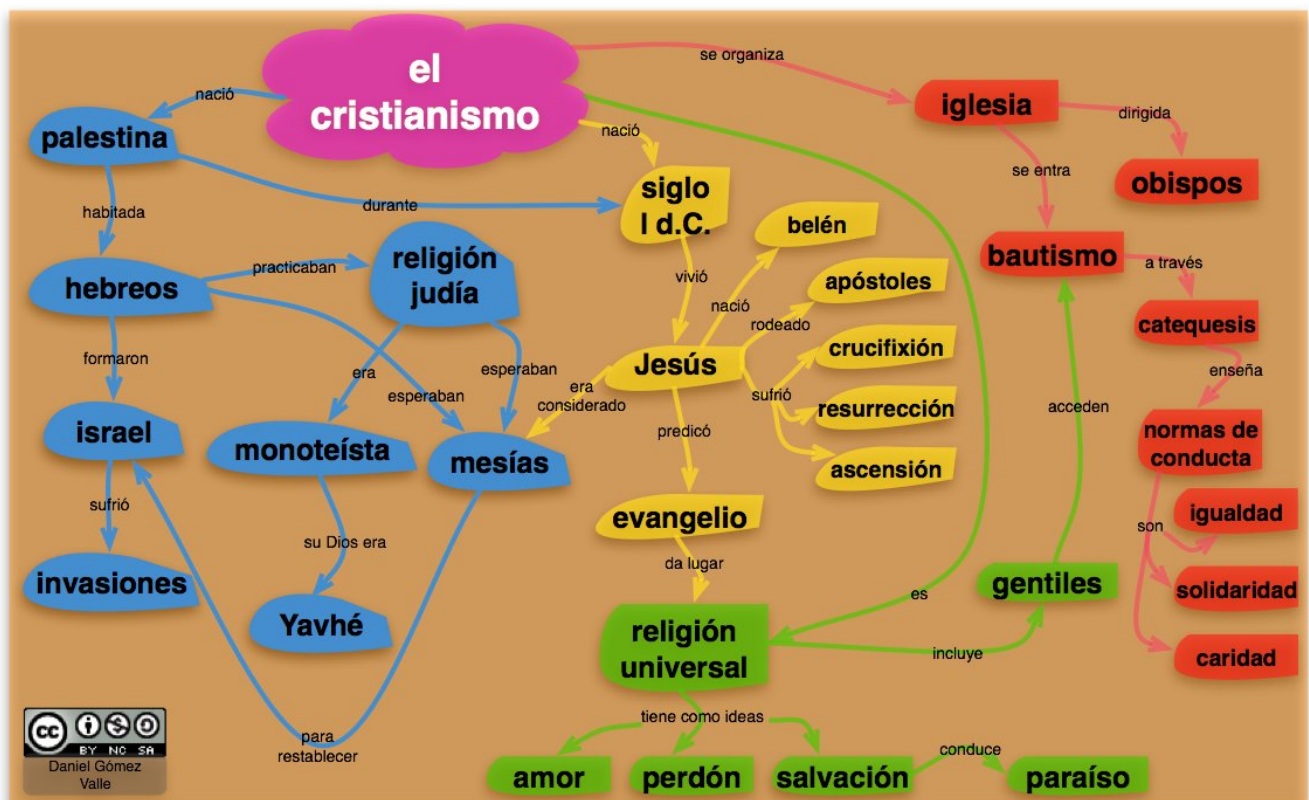 el
cristianismo
se organiza
iglesia
dirigida
obispos
se entra
bautismo
a través
catequesis
enseña
normas de
conducta
son
igualdad
solidaridad
caridad
nació
palestina
habitada
durante
hebreos
practicaban
religión
judía
formaron
israel
sufrió
invasiones
era
monoteísta
su Dios era
Yavhé
esperaban
esperaban
mesías
para
restablecer
nació
siglo
I d.C.
vivió
Jesús
nació
belén
rodeado
apóstoles
sufrió
crucifixión
resurrección
ascensión
era
considerado
predicó
evangelio
da lugar
es
religión
universal
incluye
gentiles
acceden
tiene como ideas
amor
perdón
salvación
conduce
paraíso
cc
BY NC SA
Daniel Gómez
Valle